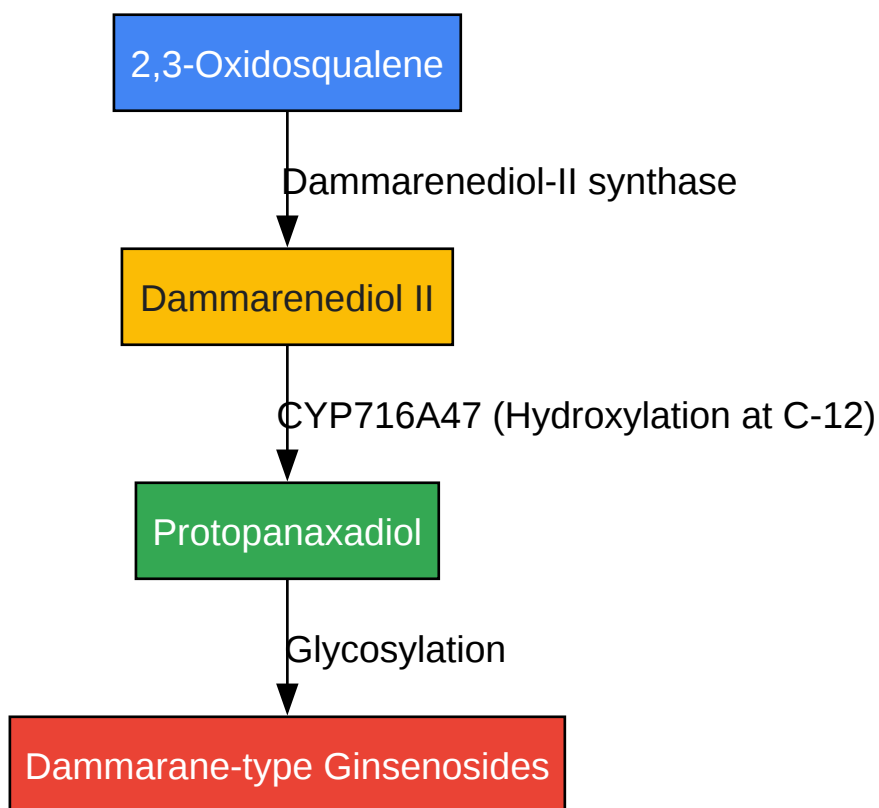 2,3-Oxidosqualene
Dammarenediol-II synthase
Dammarenediol II
CYP716A47 (Hydroxylation at C-12)
Protopanaxadiol
Glycosylation
Dammarane-type Ginsenosides